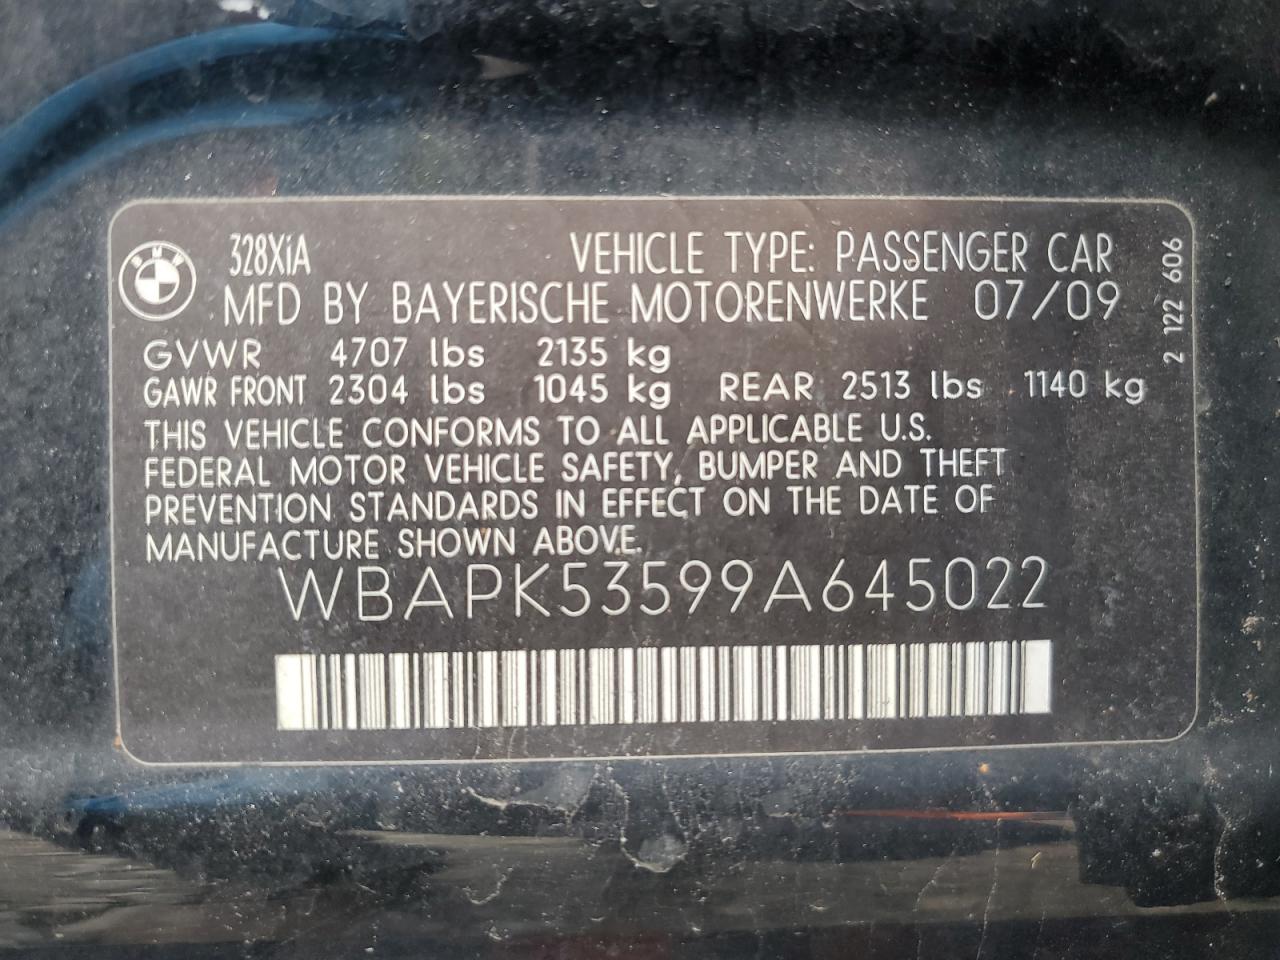 BMW
328XiA VEHICLE TYPE: PASSENGER CAR
MFD BY BAYERISCHE MOTORENWERKE 07/09
GVWR 4707 lbs 2135 kg
GAWR FRONT 2304 lbs 1045 kg REAR 2513 lbs 1140 kg
THIS VEHICLE CONFORMS TO ALL APPLICABLE U.S.
FEDERAL MOTOR VEHICLE SAFETY, BUMPER AND THEFT
PREVENTION STANDARDS IN EFFECT ON THE DATE OF
MANUFACTURE SHOWN ABOVE.
WBAPK53599A645022
2 122 606